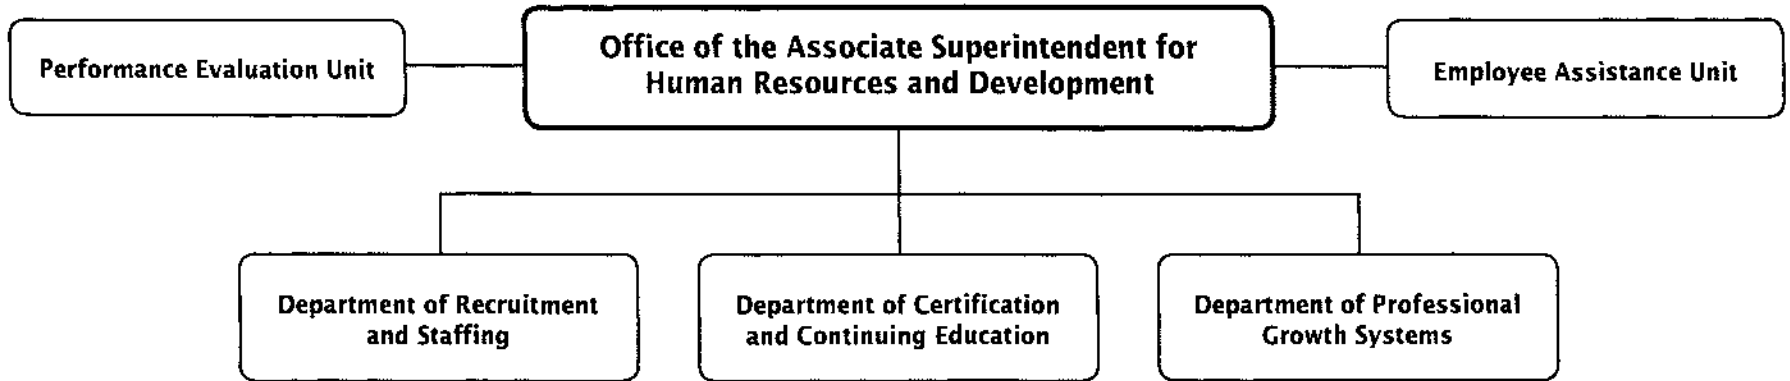 Performance Evaluation Unit
Office of the Associate Superintendent for
Human Resources and Development
Employee Assistance Unit
Department of Recruitment
and Staffing
Department of Certification
and Continuing Education
Department of Professional
Growth Systems